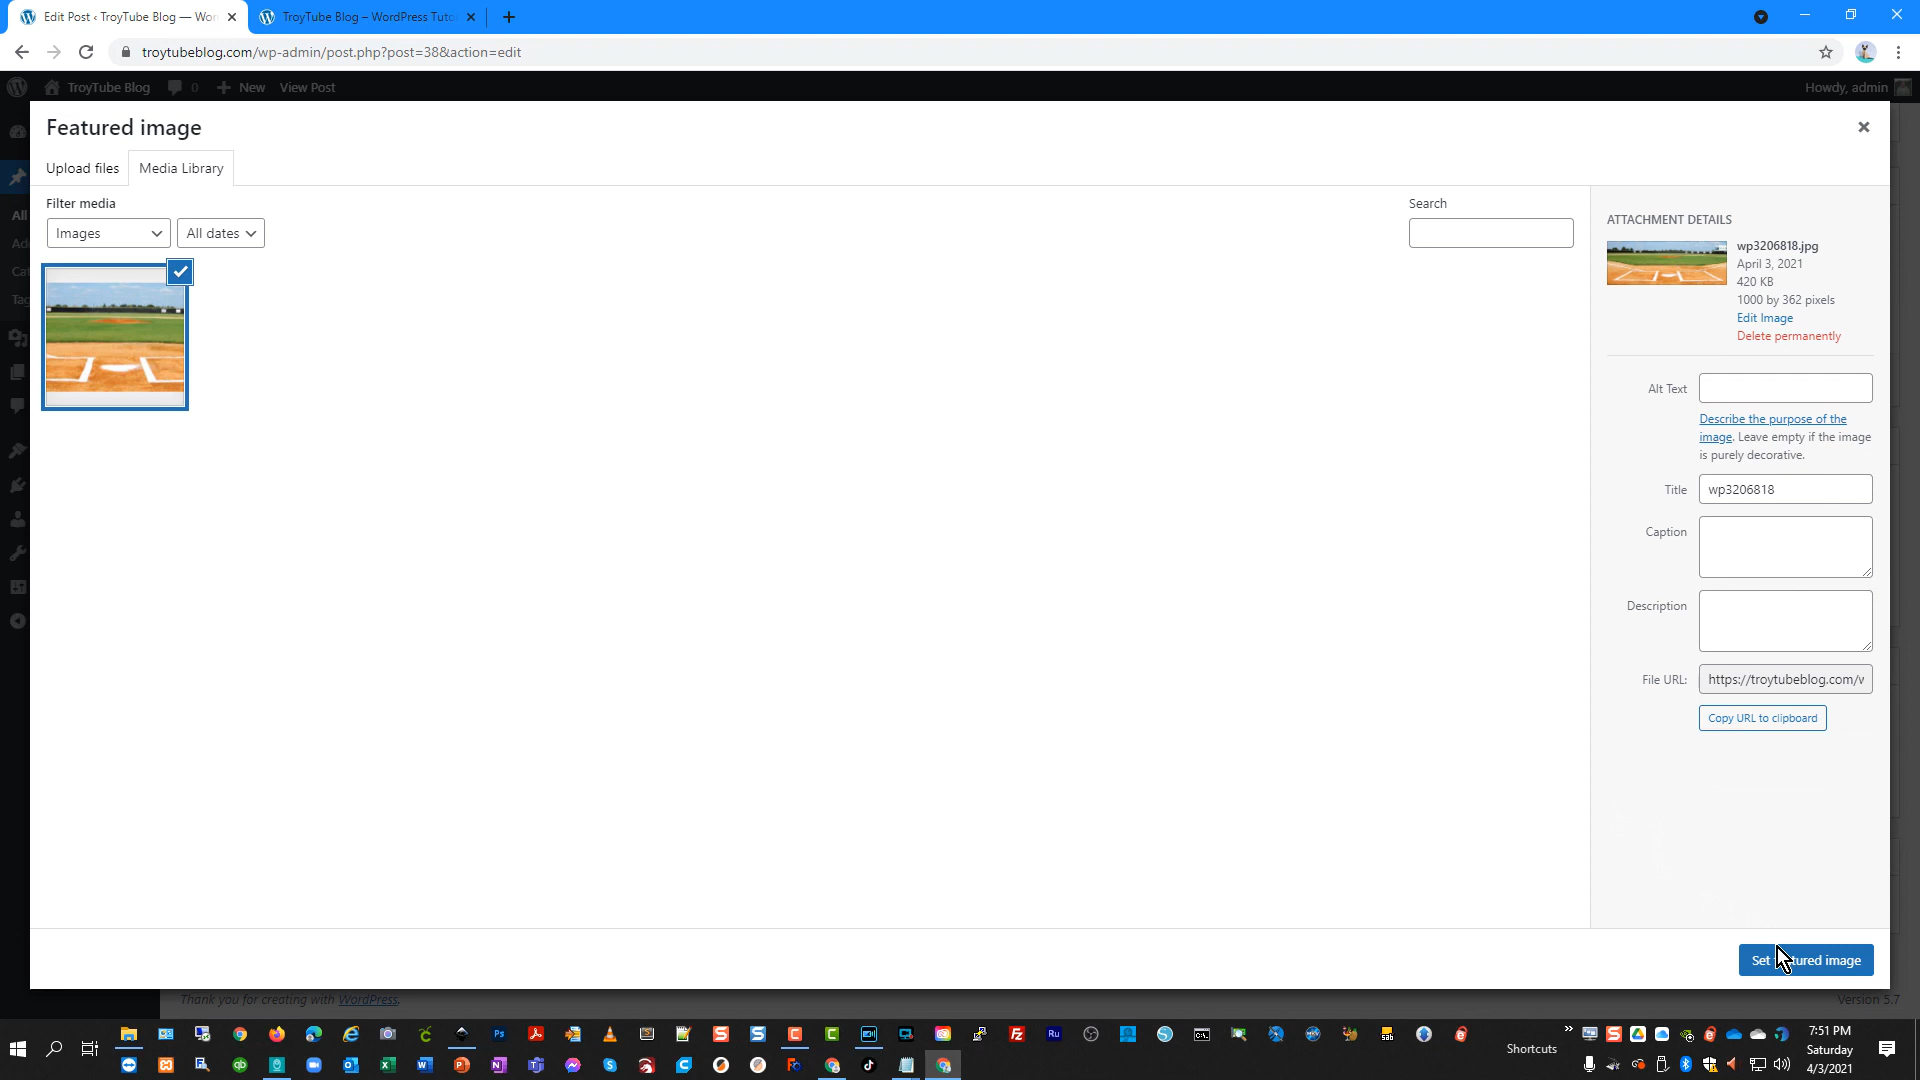 Edit Post ‹ TroyTube Blog — Wor
TroyTube Blog – WordPress Tuto
troytubeblog.com/wp-admin/post.php?post=38&action=edit
TroyTube Blog
0
New
View Post
Howdy, admin
Featured image
Upload files
Media Library
Filter media
Images
All dates
Search
All
Ad
Cat
Tag
ATTACHMENT DETAILS
wp3206818.jpg
April 3, 2021
420 KB
1000 by 362 pixels
Edit Image
Delete permanently
Alt Text
Describe the purpose of the
image. Leave empty if the image
is purely decorative.
Title
wp3206818
Caption
Description
File URL:
https://troytubeblog.com/v
Copy URL to clipboard
Set tured image
Thank you for creating with WordPress.
Version 5.7
Shortcuts
7:51 PM
Saturday
4/3/2021